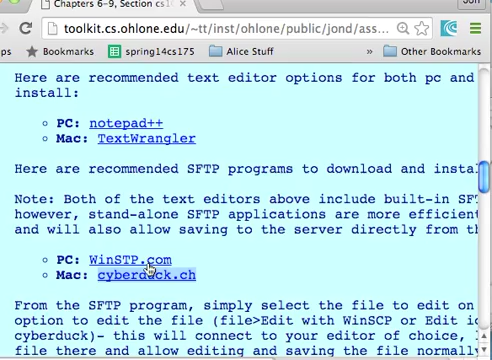 Chapters 6–9, Section cs1
toolkit.cs.ohlone.edu/~tt/inst/ohlone/public/jond/ass...
ps
Bookmarks
spring14cs175
Alice Stuff
»
Other Bookmarks
Here are recommended text editor options for both pc and
install:
PC: notepad++
Mac: TextWrangler
Here are recommended SFTP programs to download and insta
Note: Both of the text editors above include built-in SF
however, stand-alone SFTP applications are more efficien
and will also allow saving to the server directly from t
PC: WinSTP.com
Mac: cyberduck.ch
From the SFTP program, simply select the file to edit on
option to edit the file (file>Edit with WinSCP or Edit i
cyberduck)- this will connect to your editor of choice,
file there and allow editing and saving the file normall